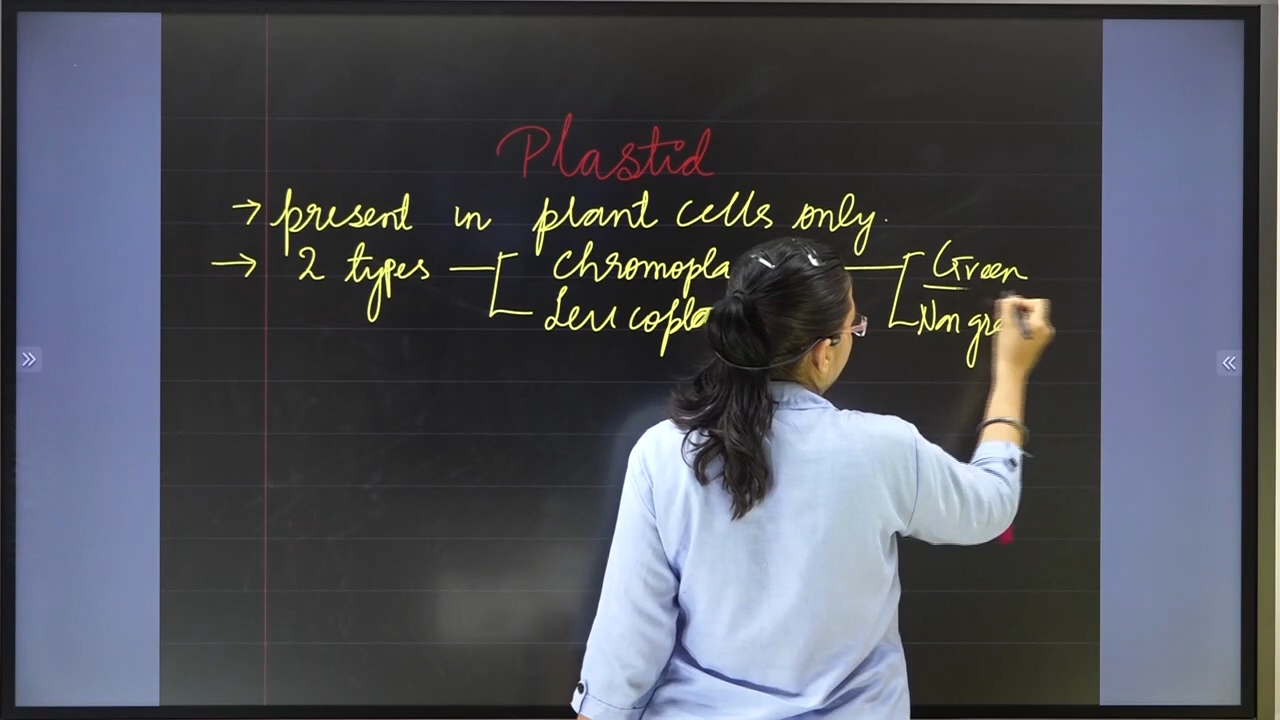 Plastid
→ present in plant cells only.
→ 2 types chromopla Green
Leucopla Non gre